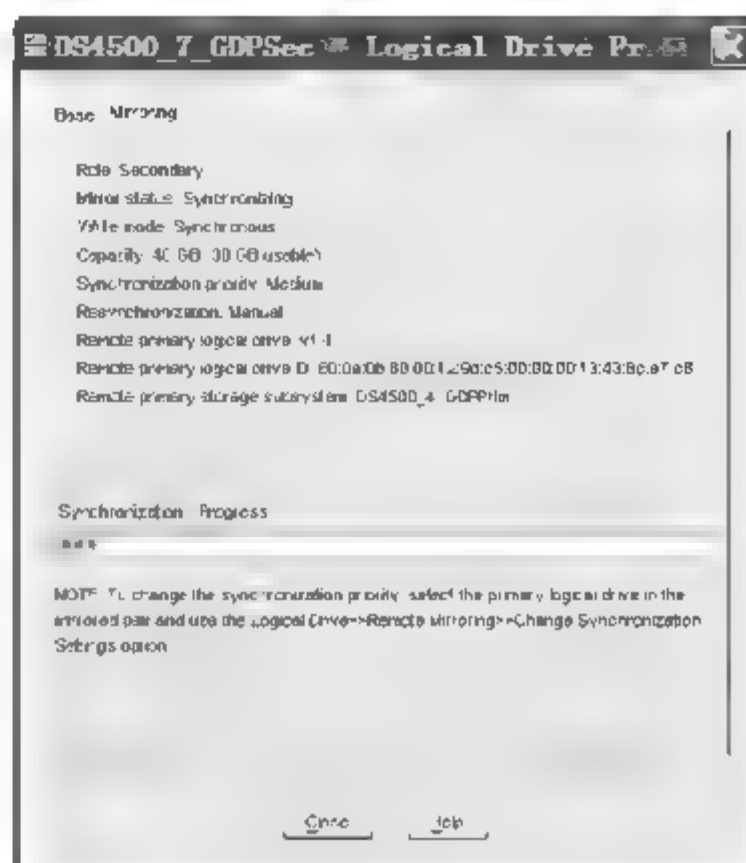 DS4500_7_GDPSec Logical Drive Pr
Base Mirroring
Role Secondary
Mirror status Synchronizing
Write mode Synchronous
Capacity 40 GB usable)
Synchronization priority Medium
Resynchronization Manual
Remote primary logical drive
Remote primary logical drive ID
Remote primary storage subsystem DS4500_4
Synchronization Progress
NOTE To change the synchronization priority select the primary logical drive in the
mirrored pair and use the Logical Drive->Remote Mirroring->Change Synchronization
Settings option
Close Help